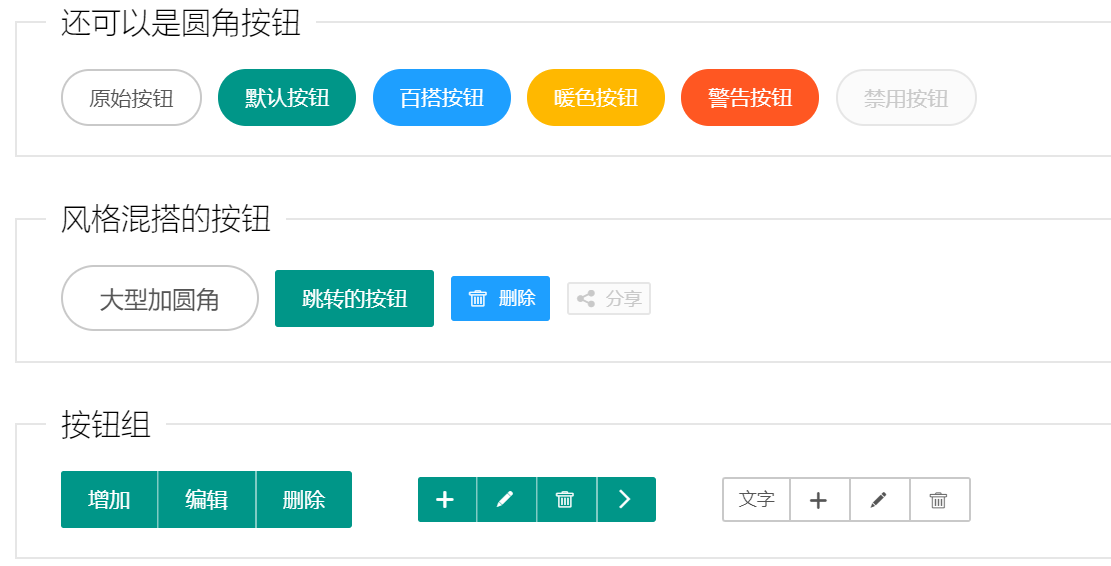 还可以是圆角按钮
原始按钮 默认按钮 百搭按钮 暖色按钮 警告按钮 禁用按钮
风格混搭的按钮
大型加圆角 跳转的按钮 删除 分享
按钮组
增加 编辑 删除 文字